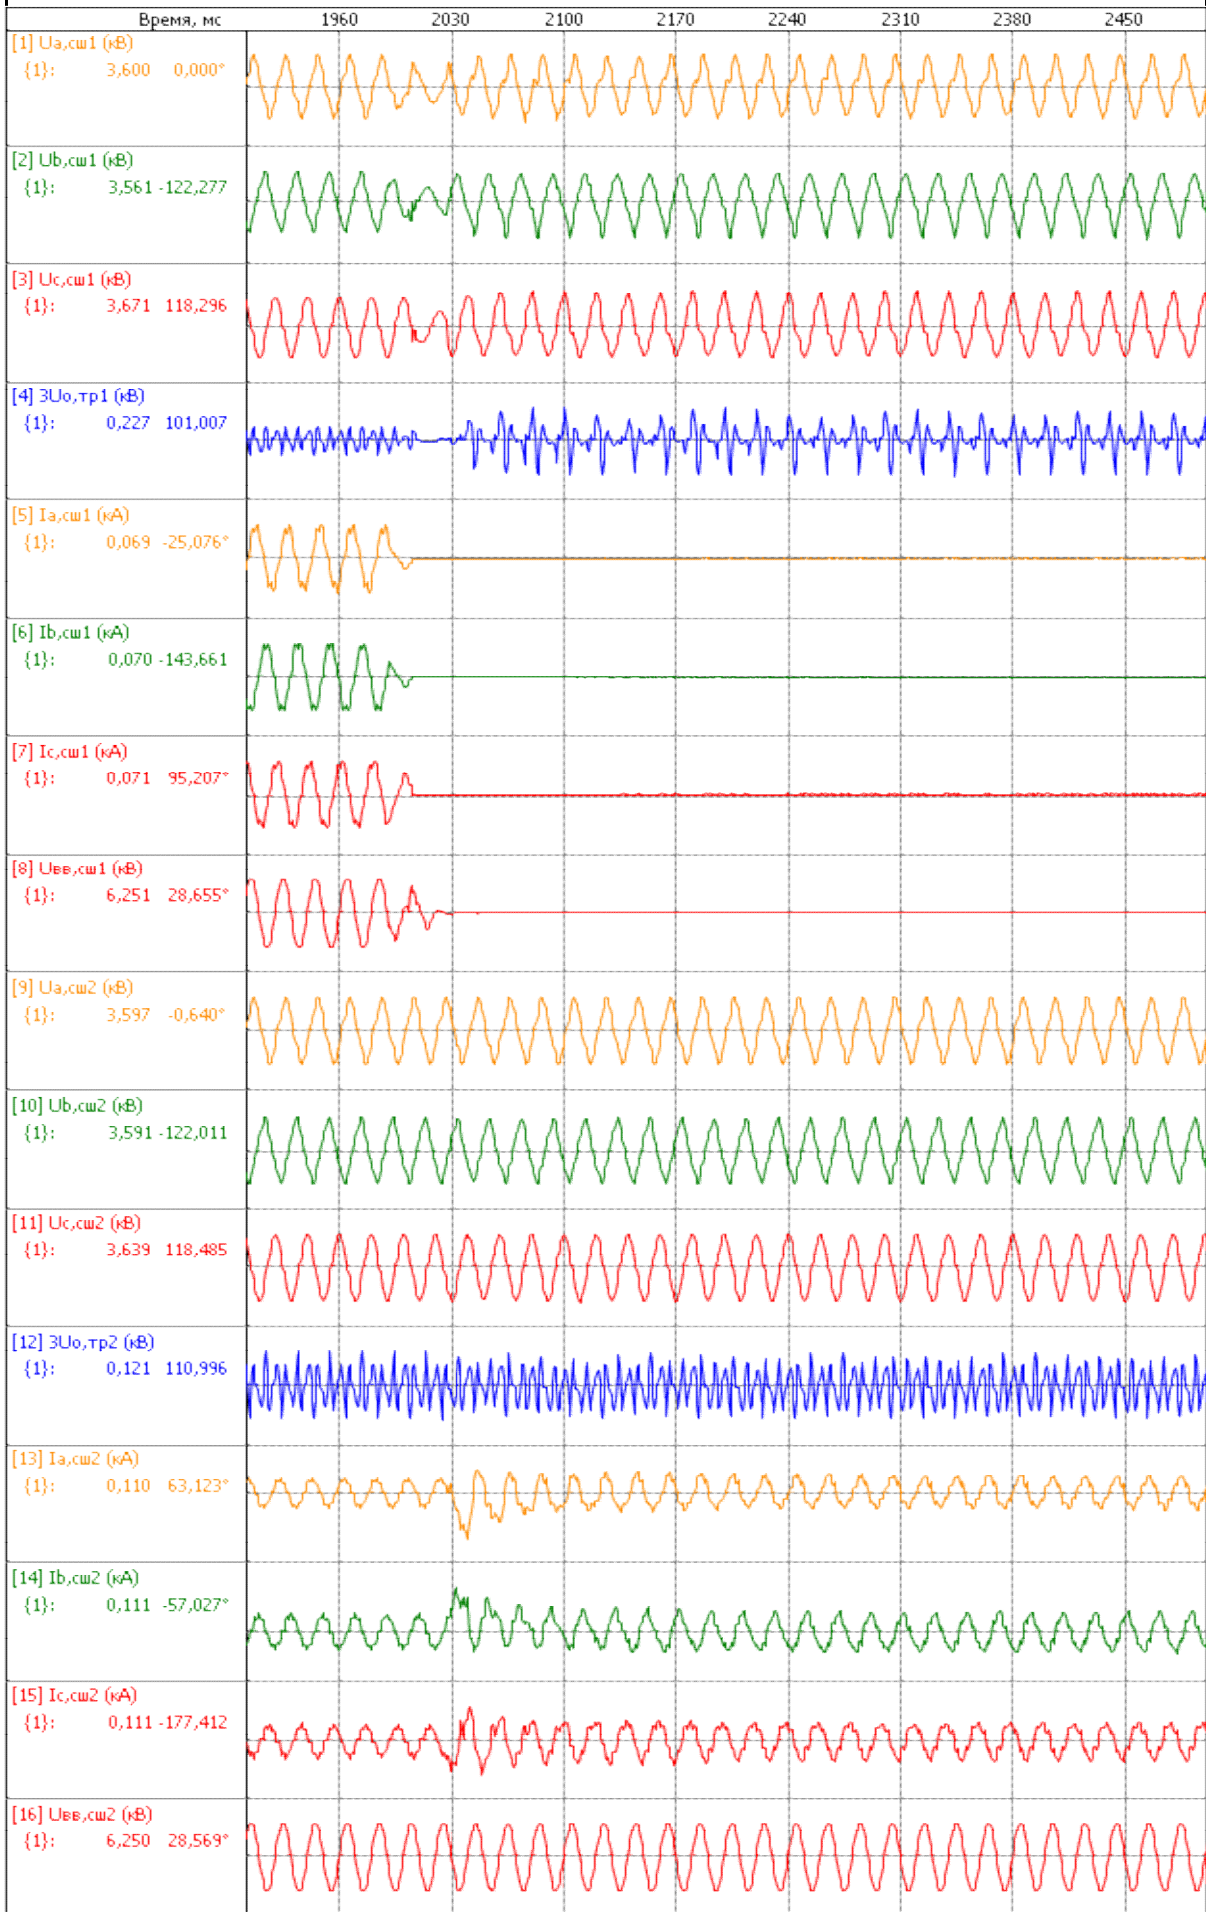 Время, мс 1960 2030 2100 2170 2240 2310 2380 2450
[1] Ua,сш1 (кВ)
{1}: 3,600 0,000°
[2] Ub,сш1 (кВ)
{1}: 3,561 -122,277
[3] Uc,сш1 (кВ)
{1}: 3,671 118,296
[4] 3Uo,тр1 (кВ)
{1}: 0,227 101,007
[5] Ia,сш1 (кА)
{1}: 0,069 -25,076°
[6] Ib,сш1 (кА)
{1}: 0,070 -143,661
[7] Ic,сш1 (кА)
{1}: 0,071 95,207°
[8] Uвв,сш1 (кВ)
{1}: 6,251 28,655°
[9] Ua,сш2 (кВ)
{1}: 3,597 -0,640°
[10] Ub,сш2 (кВ)
{1}: 3,591 -122,011
[11] Uc,сш2 (кВ)
{1}: 3,639 118,485
[12] 3Uo,тр2 (кВ)
{1}: 0,121 110,996
[13] Ia,сш2 (кА)
{1}: 0,110 63,123°
[14] Ib,сш2 (кА)
{1}: 0,111 -57,027°
[15] Ic,сш2 (кА)
{1}: 0,111 -177,412
[16] Uвв,сш2 (кВ)
{1}: 6,250 28,569°